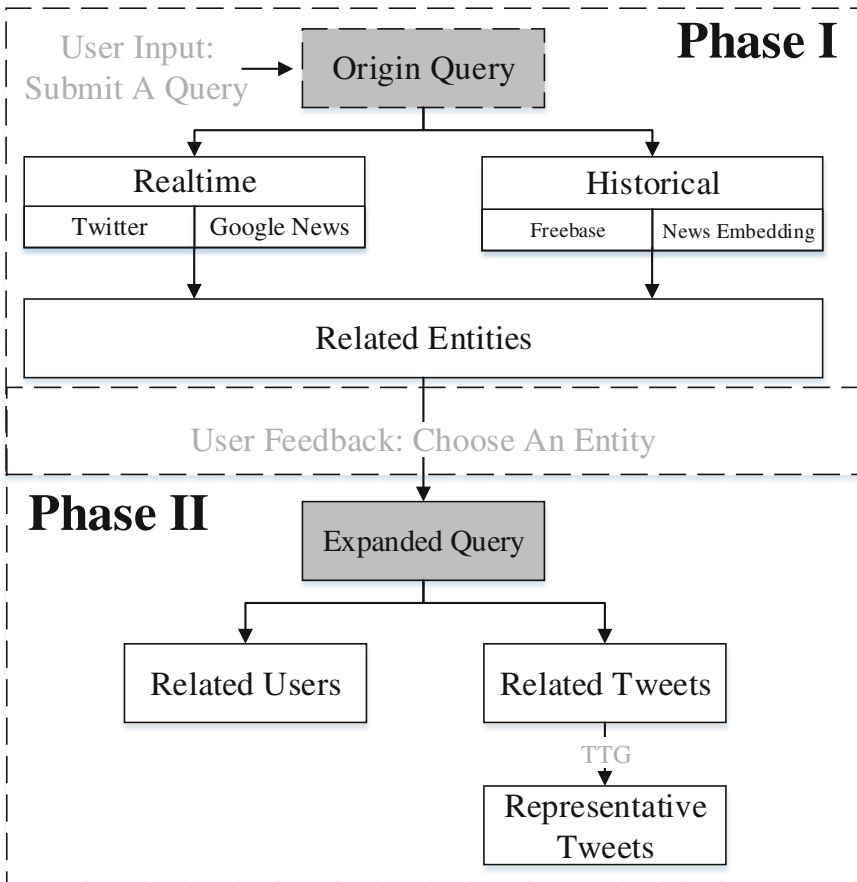 Phase I
User Input:
Submit A Query
Origin Query
Realtime
Twitter
Google News
Historical
Freebase
News Embedding
Related Entities
User Feedback: Choose An Entity
Phase II
Expanded Query
Related Users
Related Tweets
TTG
Representative
Tweets